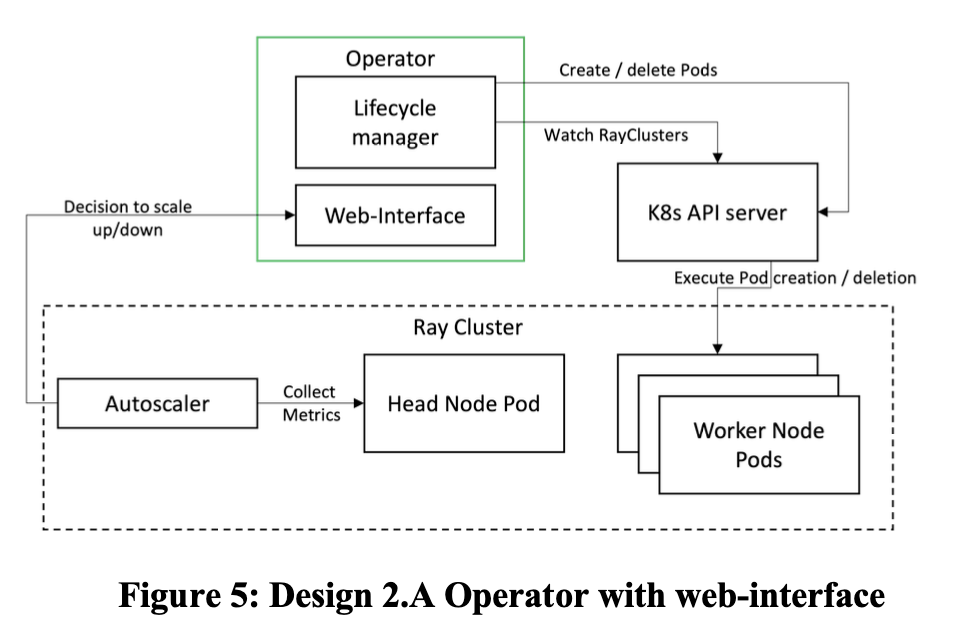 Operator
Lifecycle
manager
Create / delete Pods
Watch RayClusters
Web-Interface
K8s API server
Decision to scale
up/down
Execute Pod creation / deletion
Ray Cluster
Autoscaler
Collect
Metrics
Head Node Pod
Worker Node
Pods
Figure 5: Design 2.A Operator with web-interface